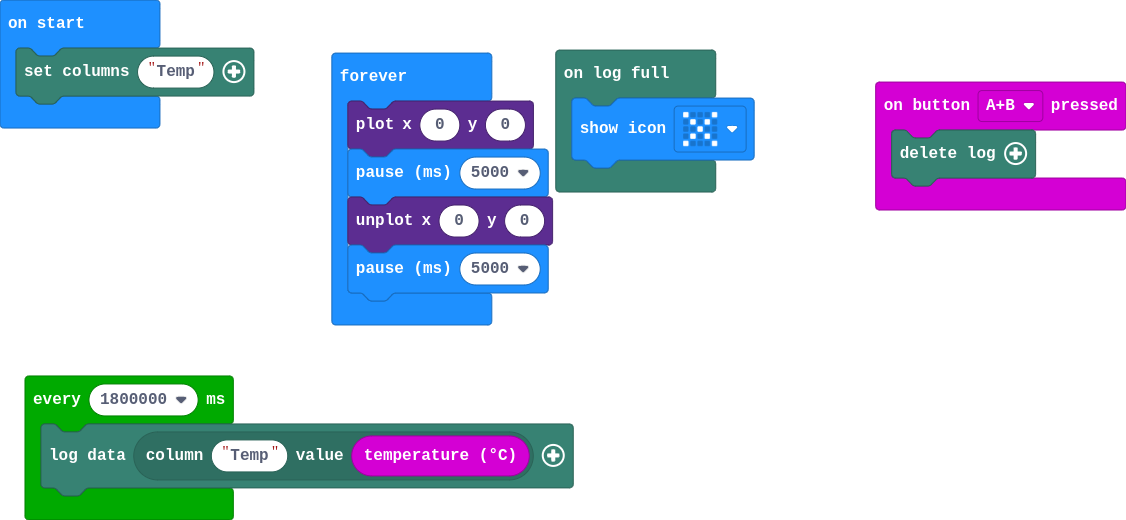 on start
set columns "Temp"
forever
plot x 0 y 0
pause (ms) 5000
unplot x 0 y 0
pause (ms) 5000
on log full
show icon
on button A+B pressed
delete log
every 1800000 ms
log data column "Temp" value temperature (°C)